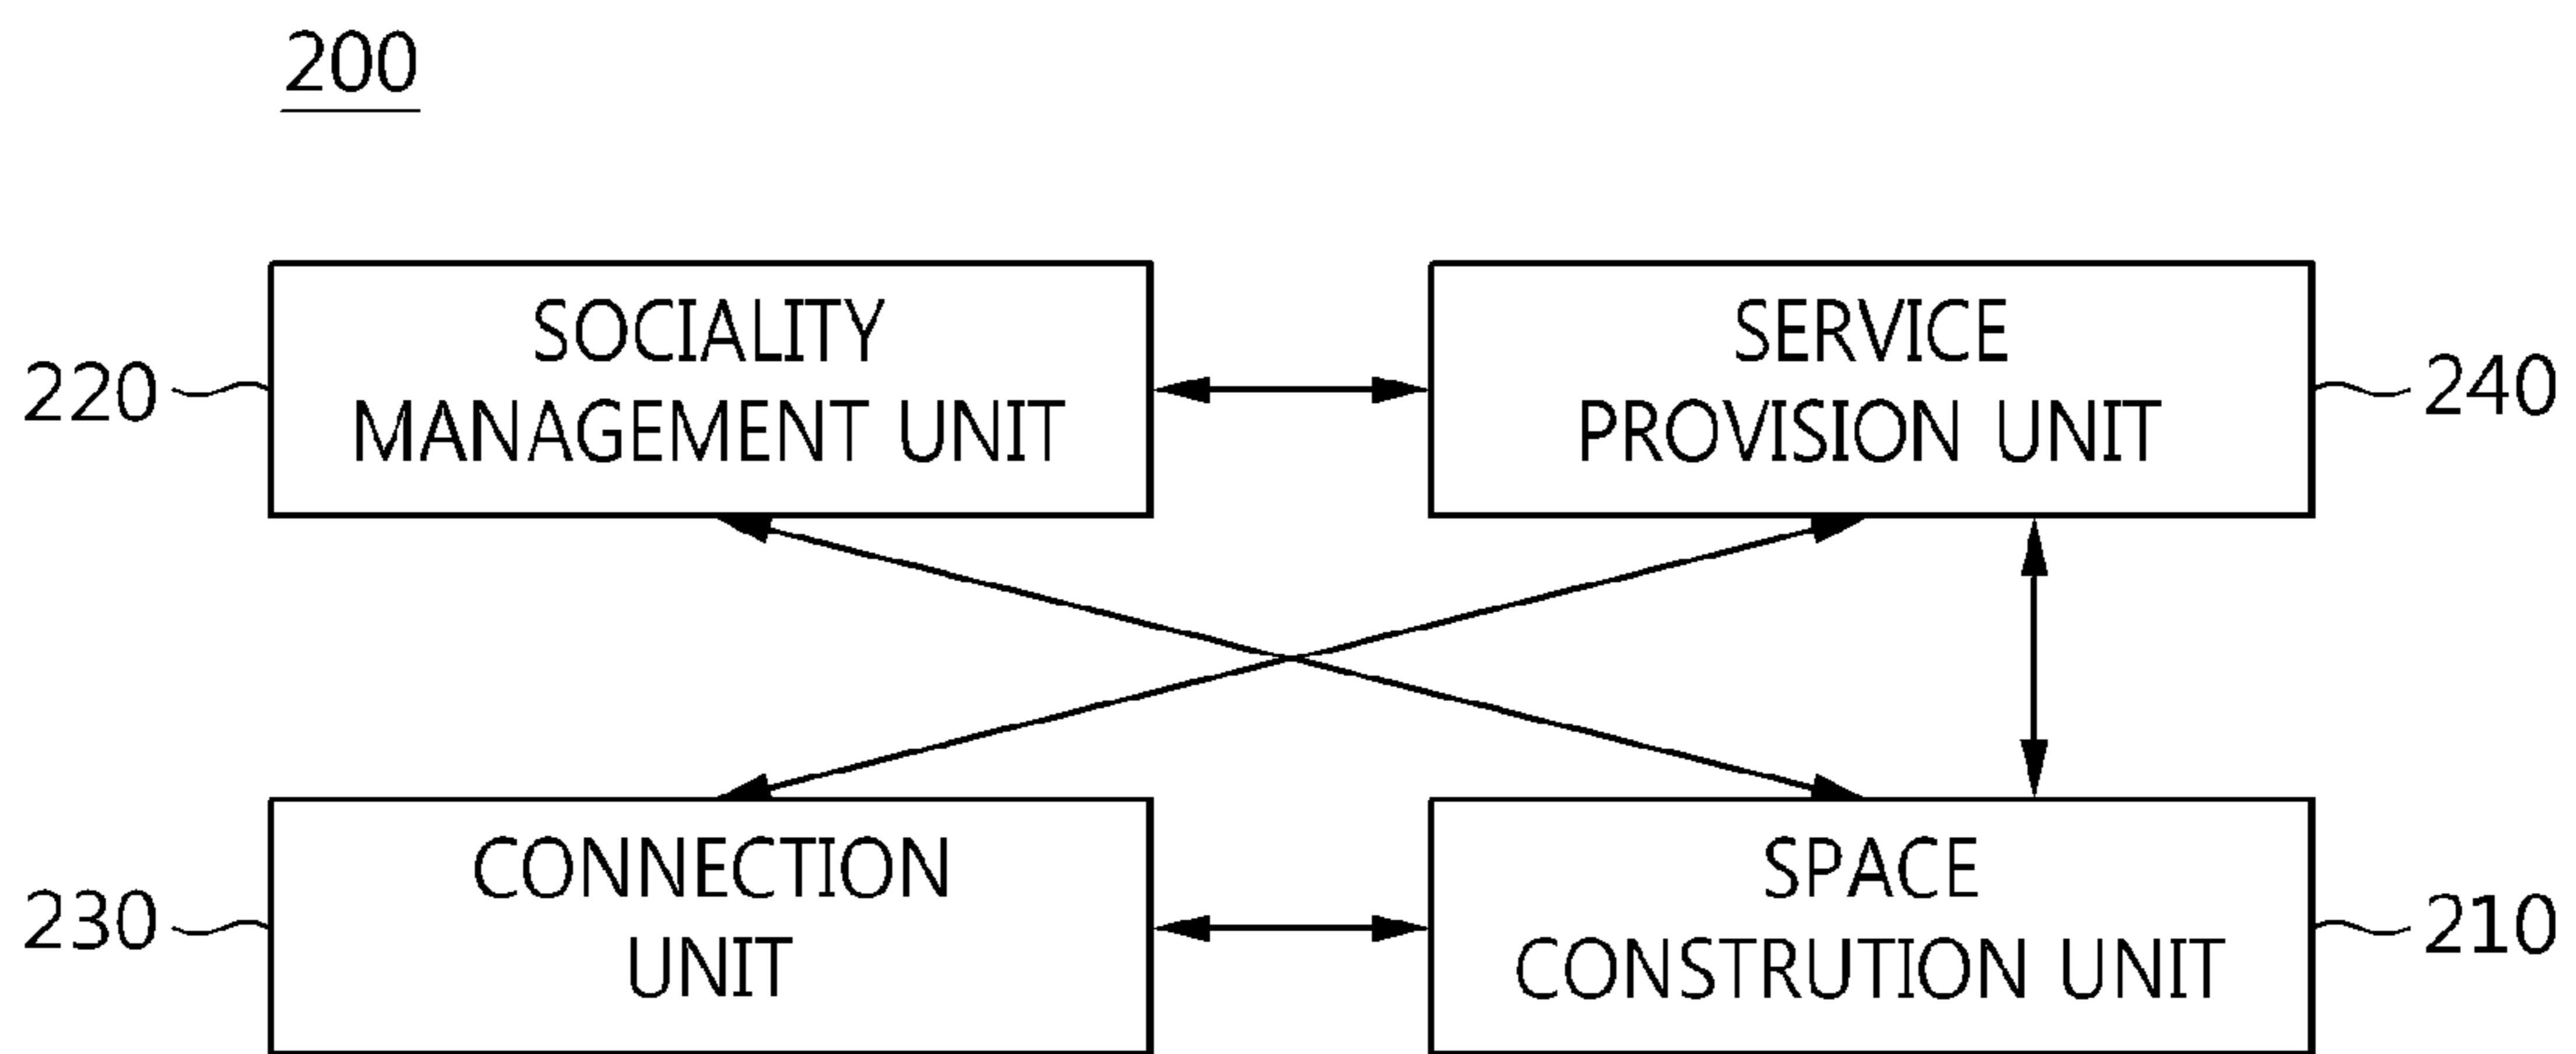 200
SOCIALITY
MANAGEMENT UNIT
220
SERVICE
PROVISION UNIT
240
CONNECTION
UNIT
230
SPACE
CONSTRUTION UNIT
210